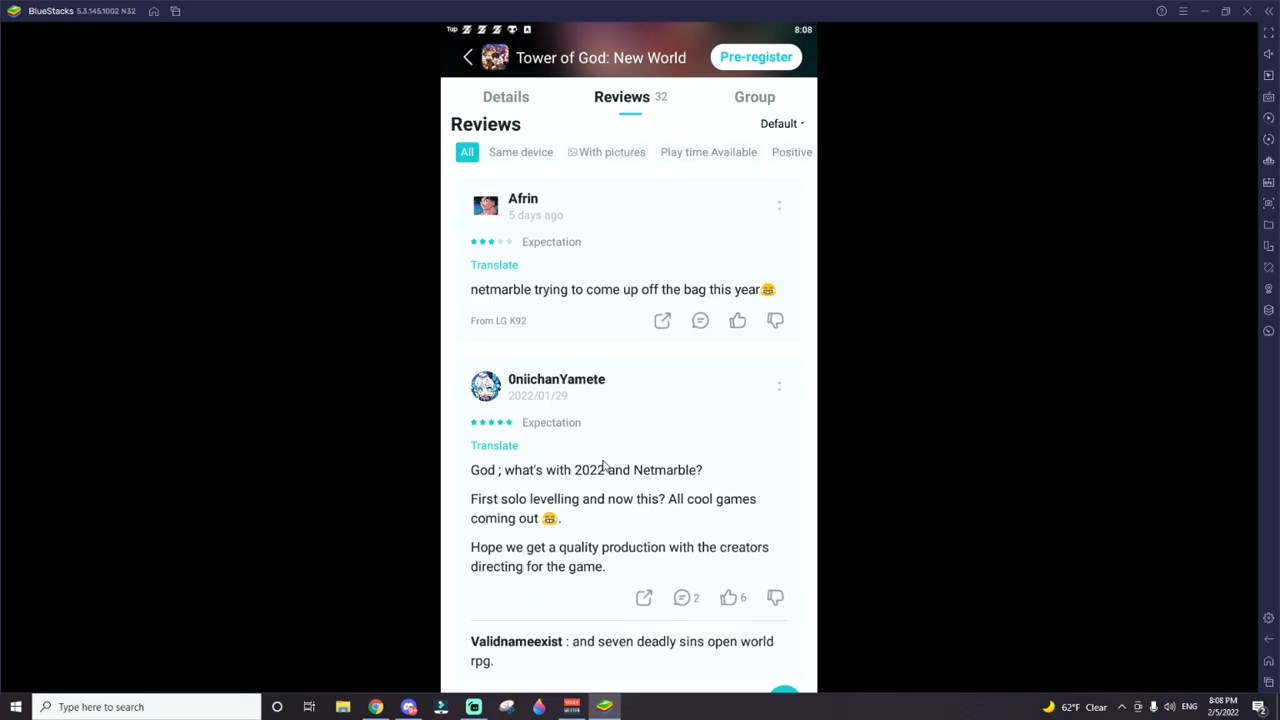 BlueStacks 5.3.145.1002 N32
Tap
8:08
Tower of God: New World
Pre-register
Details
Reviews 32
Group
Reviews
Default
All
Same device
With pictures
Play time Available
Positive
Afrin
5 days ago
Expectation
Translate
netmarble trying to come up off the bag this year😂
From LG K92
0niichanYamete
2022/01/29
Expectation
Translate
God ; what's with 2022 and Netmarble?
First solo levelling and now this? All cool games
coming out 😂.
Hope we get a quality production with the creators
directing for the game.
2
6
Validnameexist : and seven deadly sins open world
rpg.
Type here to search
62°F Clear
ENG
8:08 PM
2/5/2022